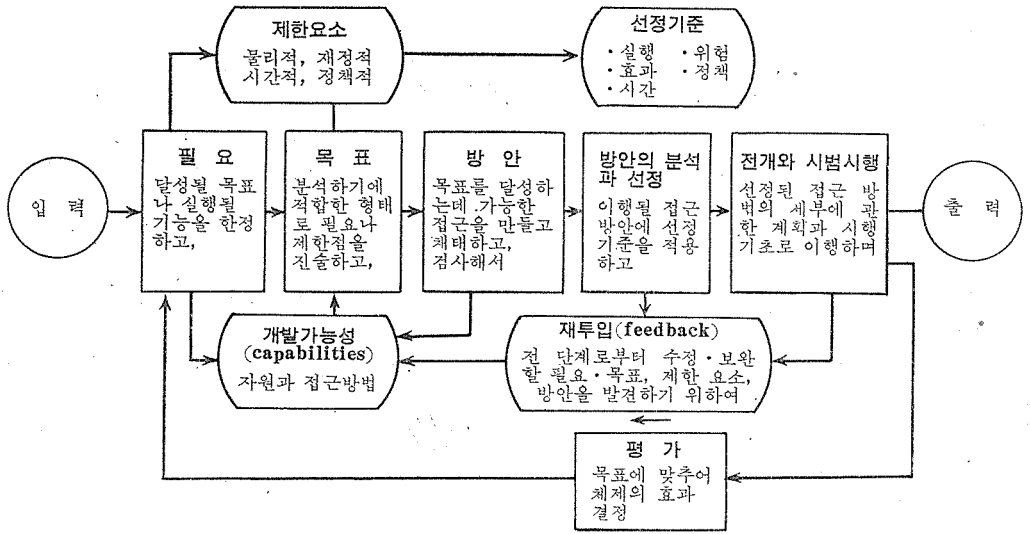 제한요소
물리적, 재정적
시간적, 정책적
선정기준
·실행 ·위험
·효과 ·정책
·시간
입 력
필 요
달성될 목표
나 실행될
기능을 한정
하고,
목 표
분석하기에
적합한 형태
로 필요나
제한점을
진술하고,
방 안
목표를 달성하
는데 가능한
접근을 만들고
채택하고,
검사해서
방안의 분석
과 선정
이행될 접근
방안에 선정
기준을 적용
하고
전개와 시범시행
선정된 접근 방
법의 세부에 관
한 계획과 시행
기초로 이행하며
출 력
개발가능성
(capabilities)
자원과 접근방법
재투입(feedback)
전 단계로부터 수정·보완
할 필요·목표, 제한 요소,
방안을 발견하기 위하여
평 가
목표에 맞추어
체제의 효과
결정